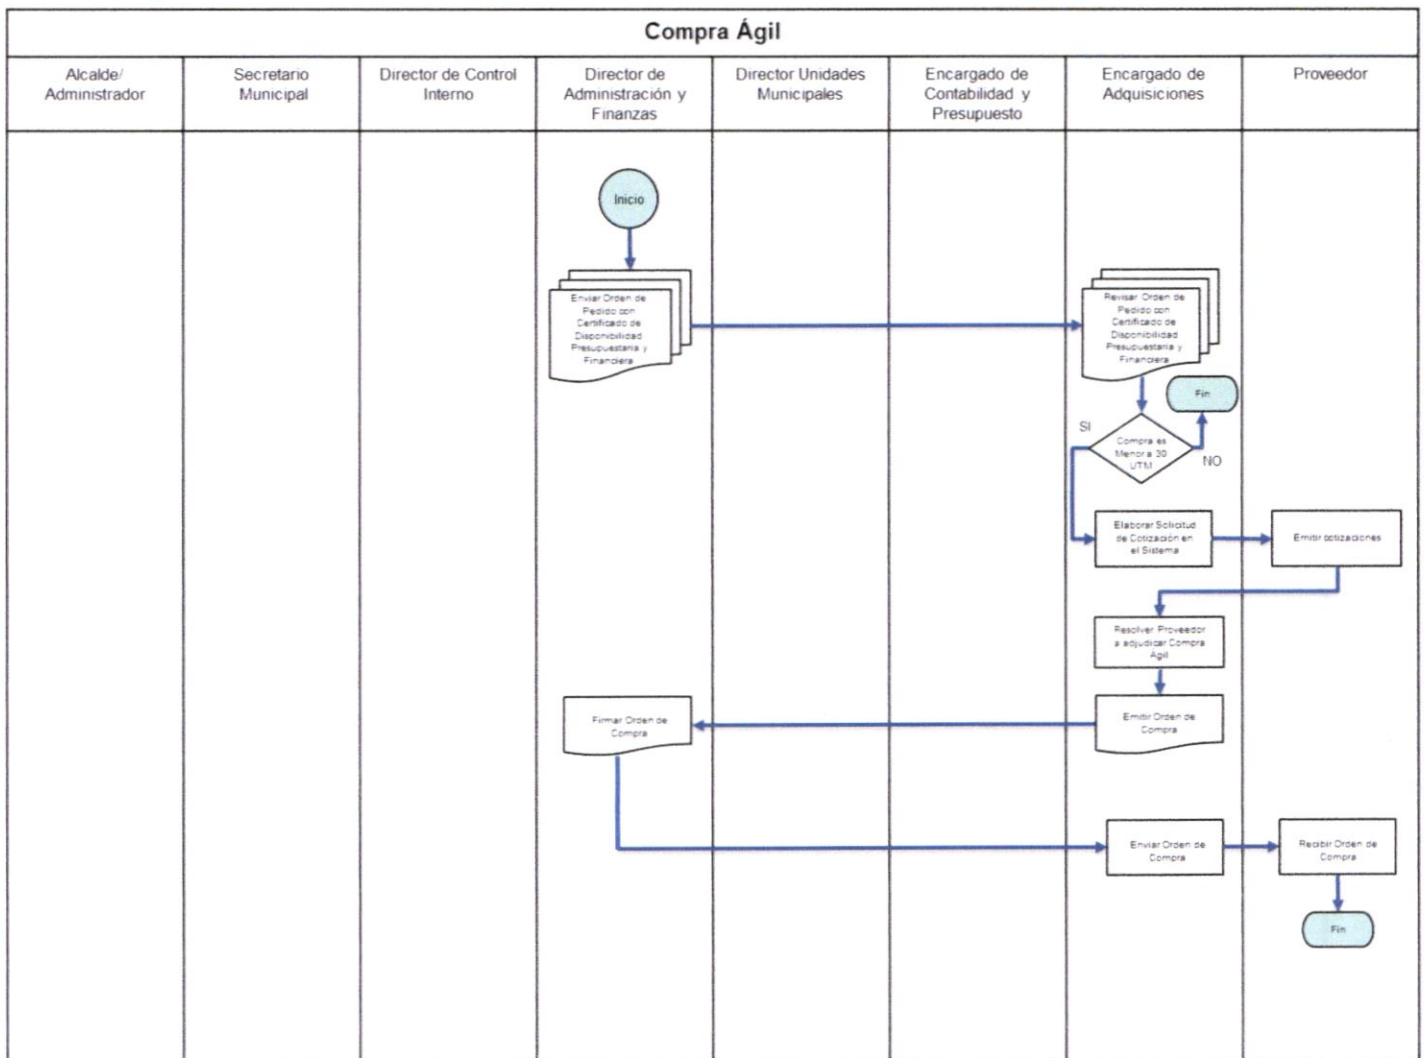 Compra Ágil
Alcalde/
Administrador
Secretario
Municipal
Director de Control
Interno
Director de
Administración y
Finanzas
Director Unidades
Municipales
Encargado de
Contabilidad y
Presupuesto
Encargado de
Adquisiciones
Proveedor
Inicio
Enviar Orden de
Pedido con
Certificado de
Disponibilidad
Presupuestaria y
Financiera
Revisar Orden de
Pedido con
Certificado de
Disponibilidad
Presupuestaria y
Financiera
Fin
SI
Compra es
Menor a 30
UTM
NO
Elaborar Solicitud
de Cotización en
el Sistema
Emitir cotizaciones
Resolver Proveedor
a adjudicar Compra
Ágil
Firmar Orden de
Compra
Emitir Orden de
Compra
Enviar Orden de
Compra
Recibir Orden de
Compra
Fin